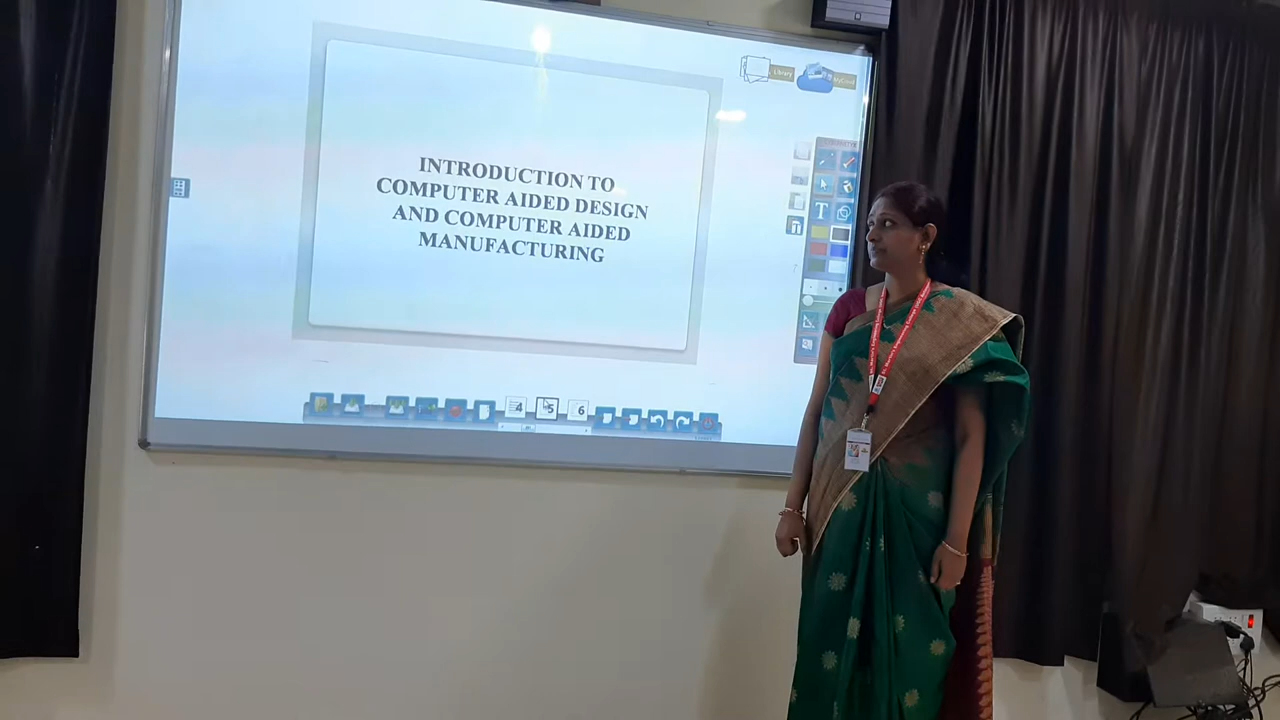 Library
INTRODUCTION TO
COMPUTER AIDED DESIGN
AND COMPUTER AIDED
MANUFACTURING
T
4
5
6